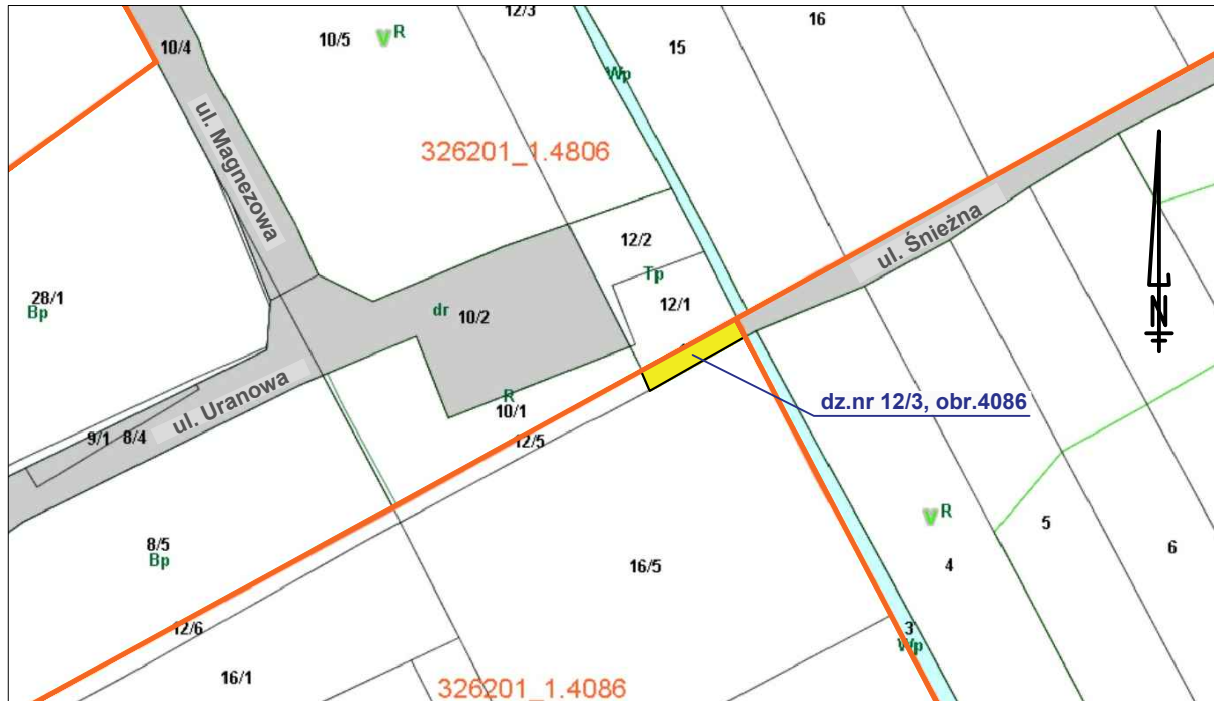 12/3
16
10/4
10/5
V R
15
Wp
ul. Magnezowa
326201_1.4806
12/2
ul. Śnieżna
Tp
28/1
Bp
12/1
dr
10/2
N
R
10/1
dz.nr 12/3, obr.4086
ul. Uranowa
9/1
8/4
12/5
V R
5
8/5
Bp
16/5
4
6
12/6
3
Wp
16/1
326201_1.4086